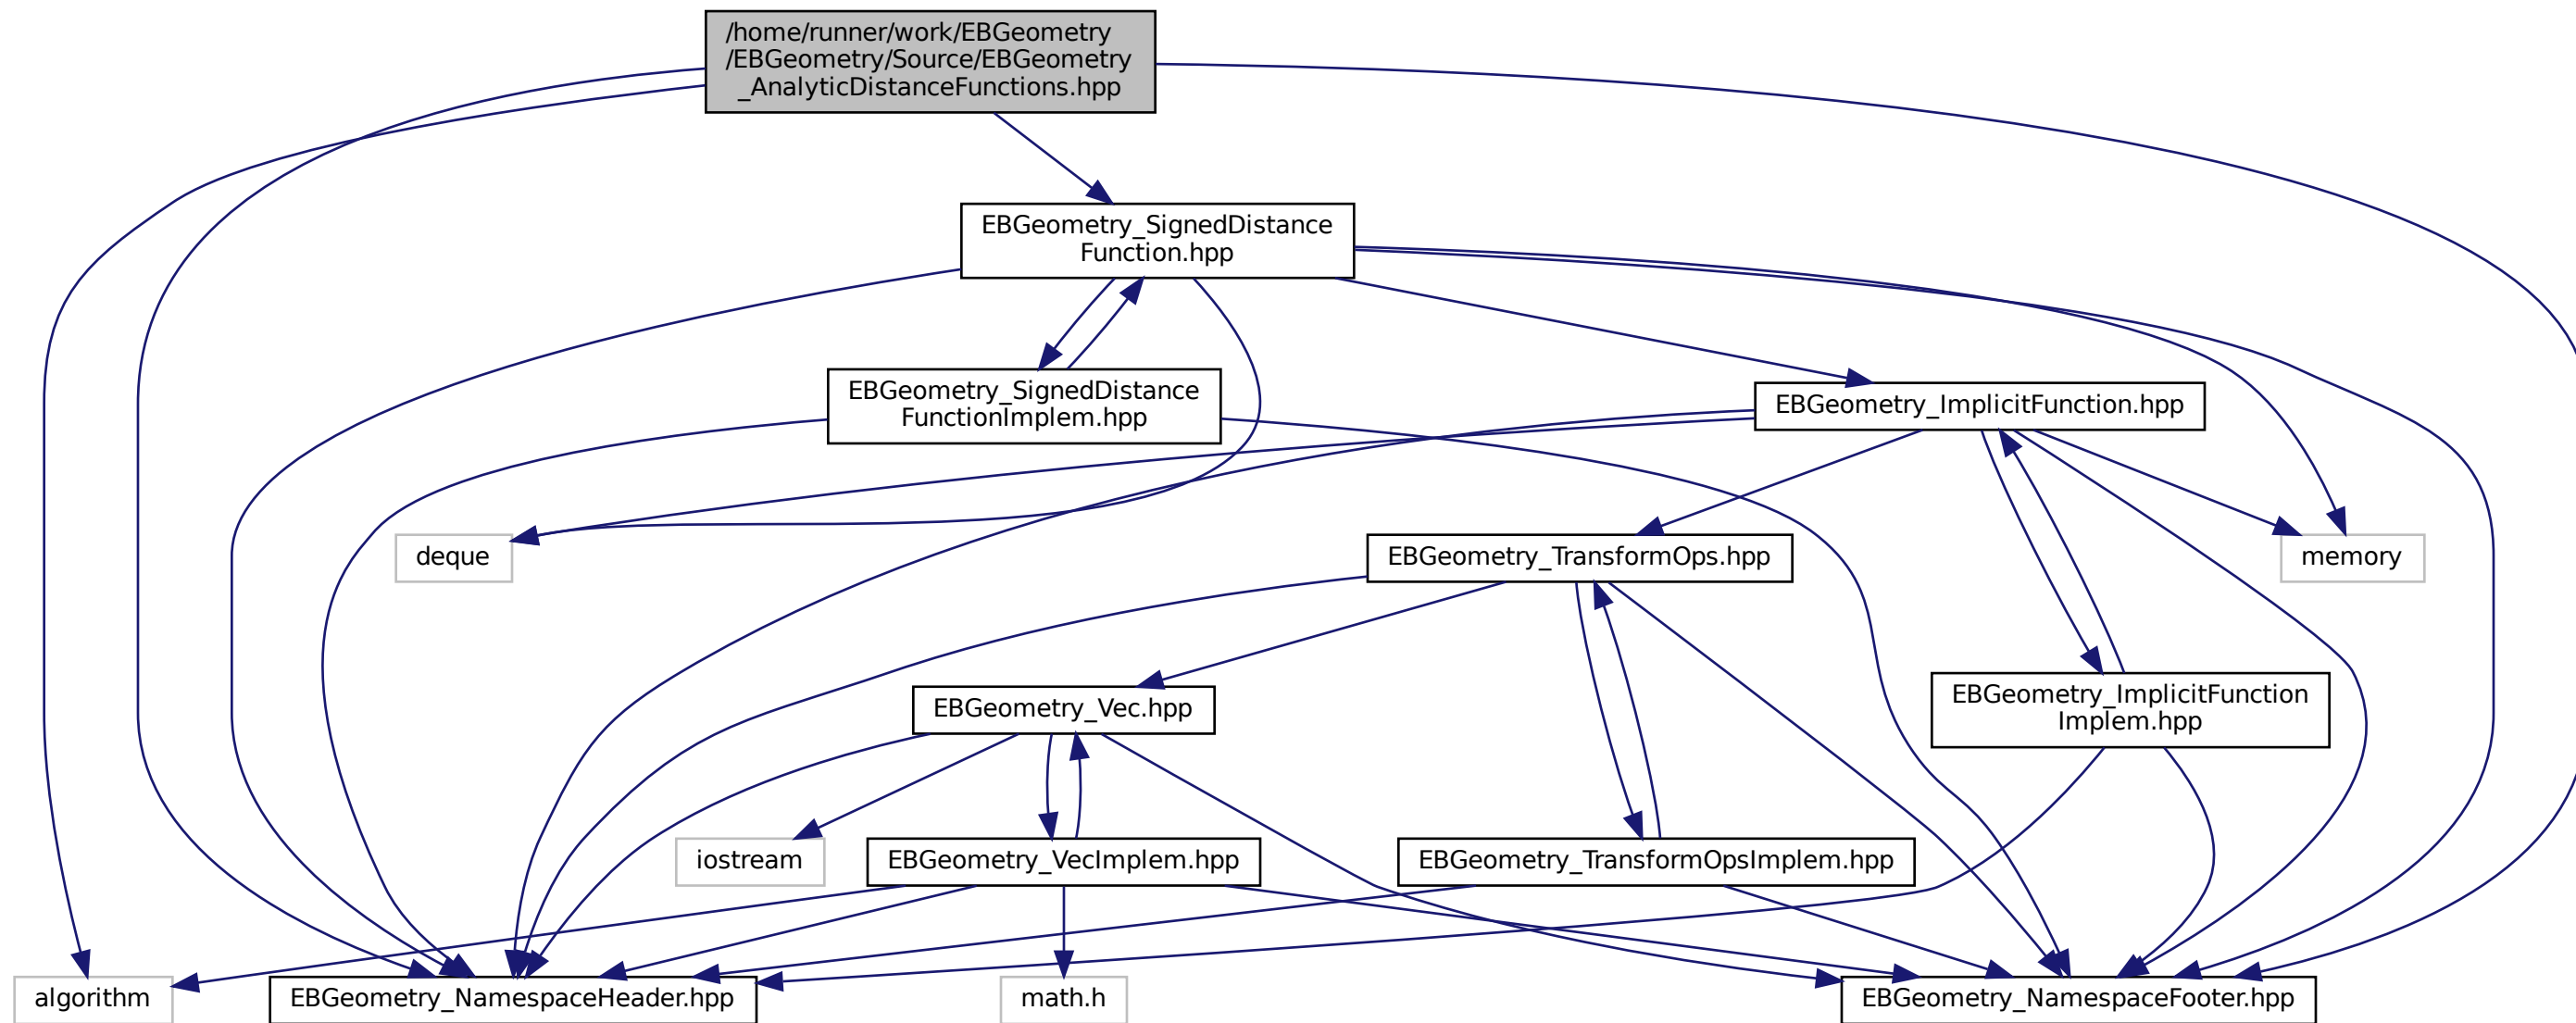 /home/runner/work/EBGeometry
/EBGeometry/Source/EBGeometry
_AnalyticDistanceFunctions.hpp
EBGeometry_SignedDistance
Function.hpp
EBGeometry_SignedDistance
FunctionImplem.hpp
EBGeometry_ImplicitFunction.hpp
deque
EBGeometry_TransformOps.hpp
memory
EBGeometry_Vec.hpp
EBGeometry_ImplicitFunction
Implem.hpp
iostream
EBGeometry_VecImplem.hpp
EBGeometry_TransformOpsImplem.hpp
algorithm
EBGeometry_NamespaceHeader.hpp
math.h
EBGeometry_NamespaceFooter.hpp